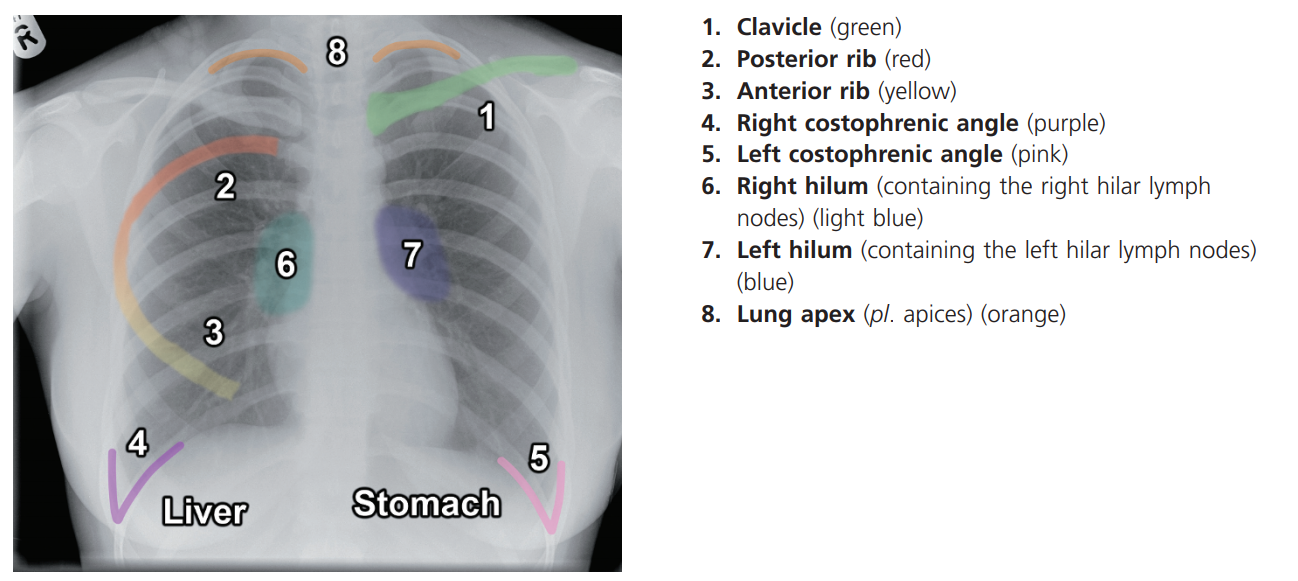 R
8
1
2
6
7
3
4
5
Liver
Stomach
1. Clavicle (green)
2. Posterior rib (red)
3. Anterior rib (yellow)
4. Right costophrenic angle (purple)
5. Left costophrenic angle (pink)
6. Right hilum (containing the right hilar lymph
nodes) (light blue)
7. Left hilum (containing the left hilar lymph nodes)
(blue)
8. Lung apex (pl. apices) (orange)